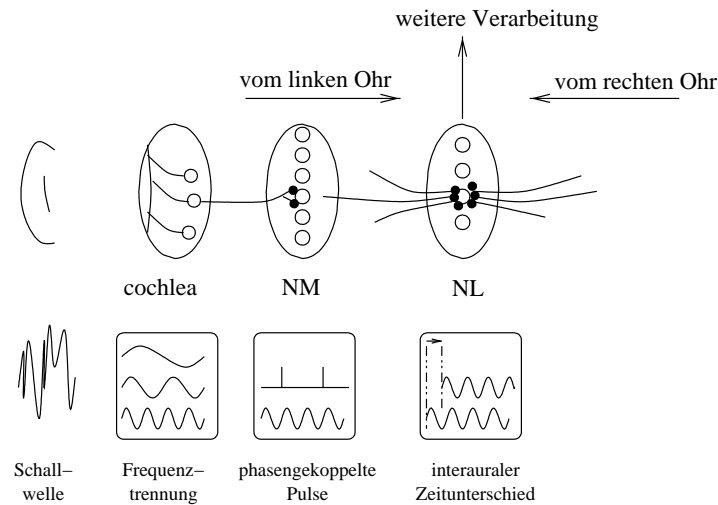 weitere Verarbeitung
vom linken Ohr
vom rechten Ohr
cochlea
NM
NL
Schall–
welle
Frequenz–
trennung
phasengekoppelte
Pulse
interauraler
Zeitunterschied